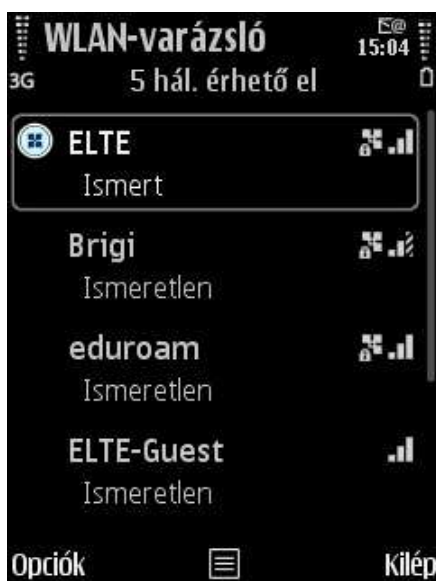 WLAN-varázsló
15:04
3G
5 hál. érhető el
ELTE
Ismert
Brigi
Ismeretlen
eduroam
Ismeretlen
ELTE-Guest
Ismeretlen
Opciók
Kilép